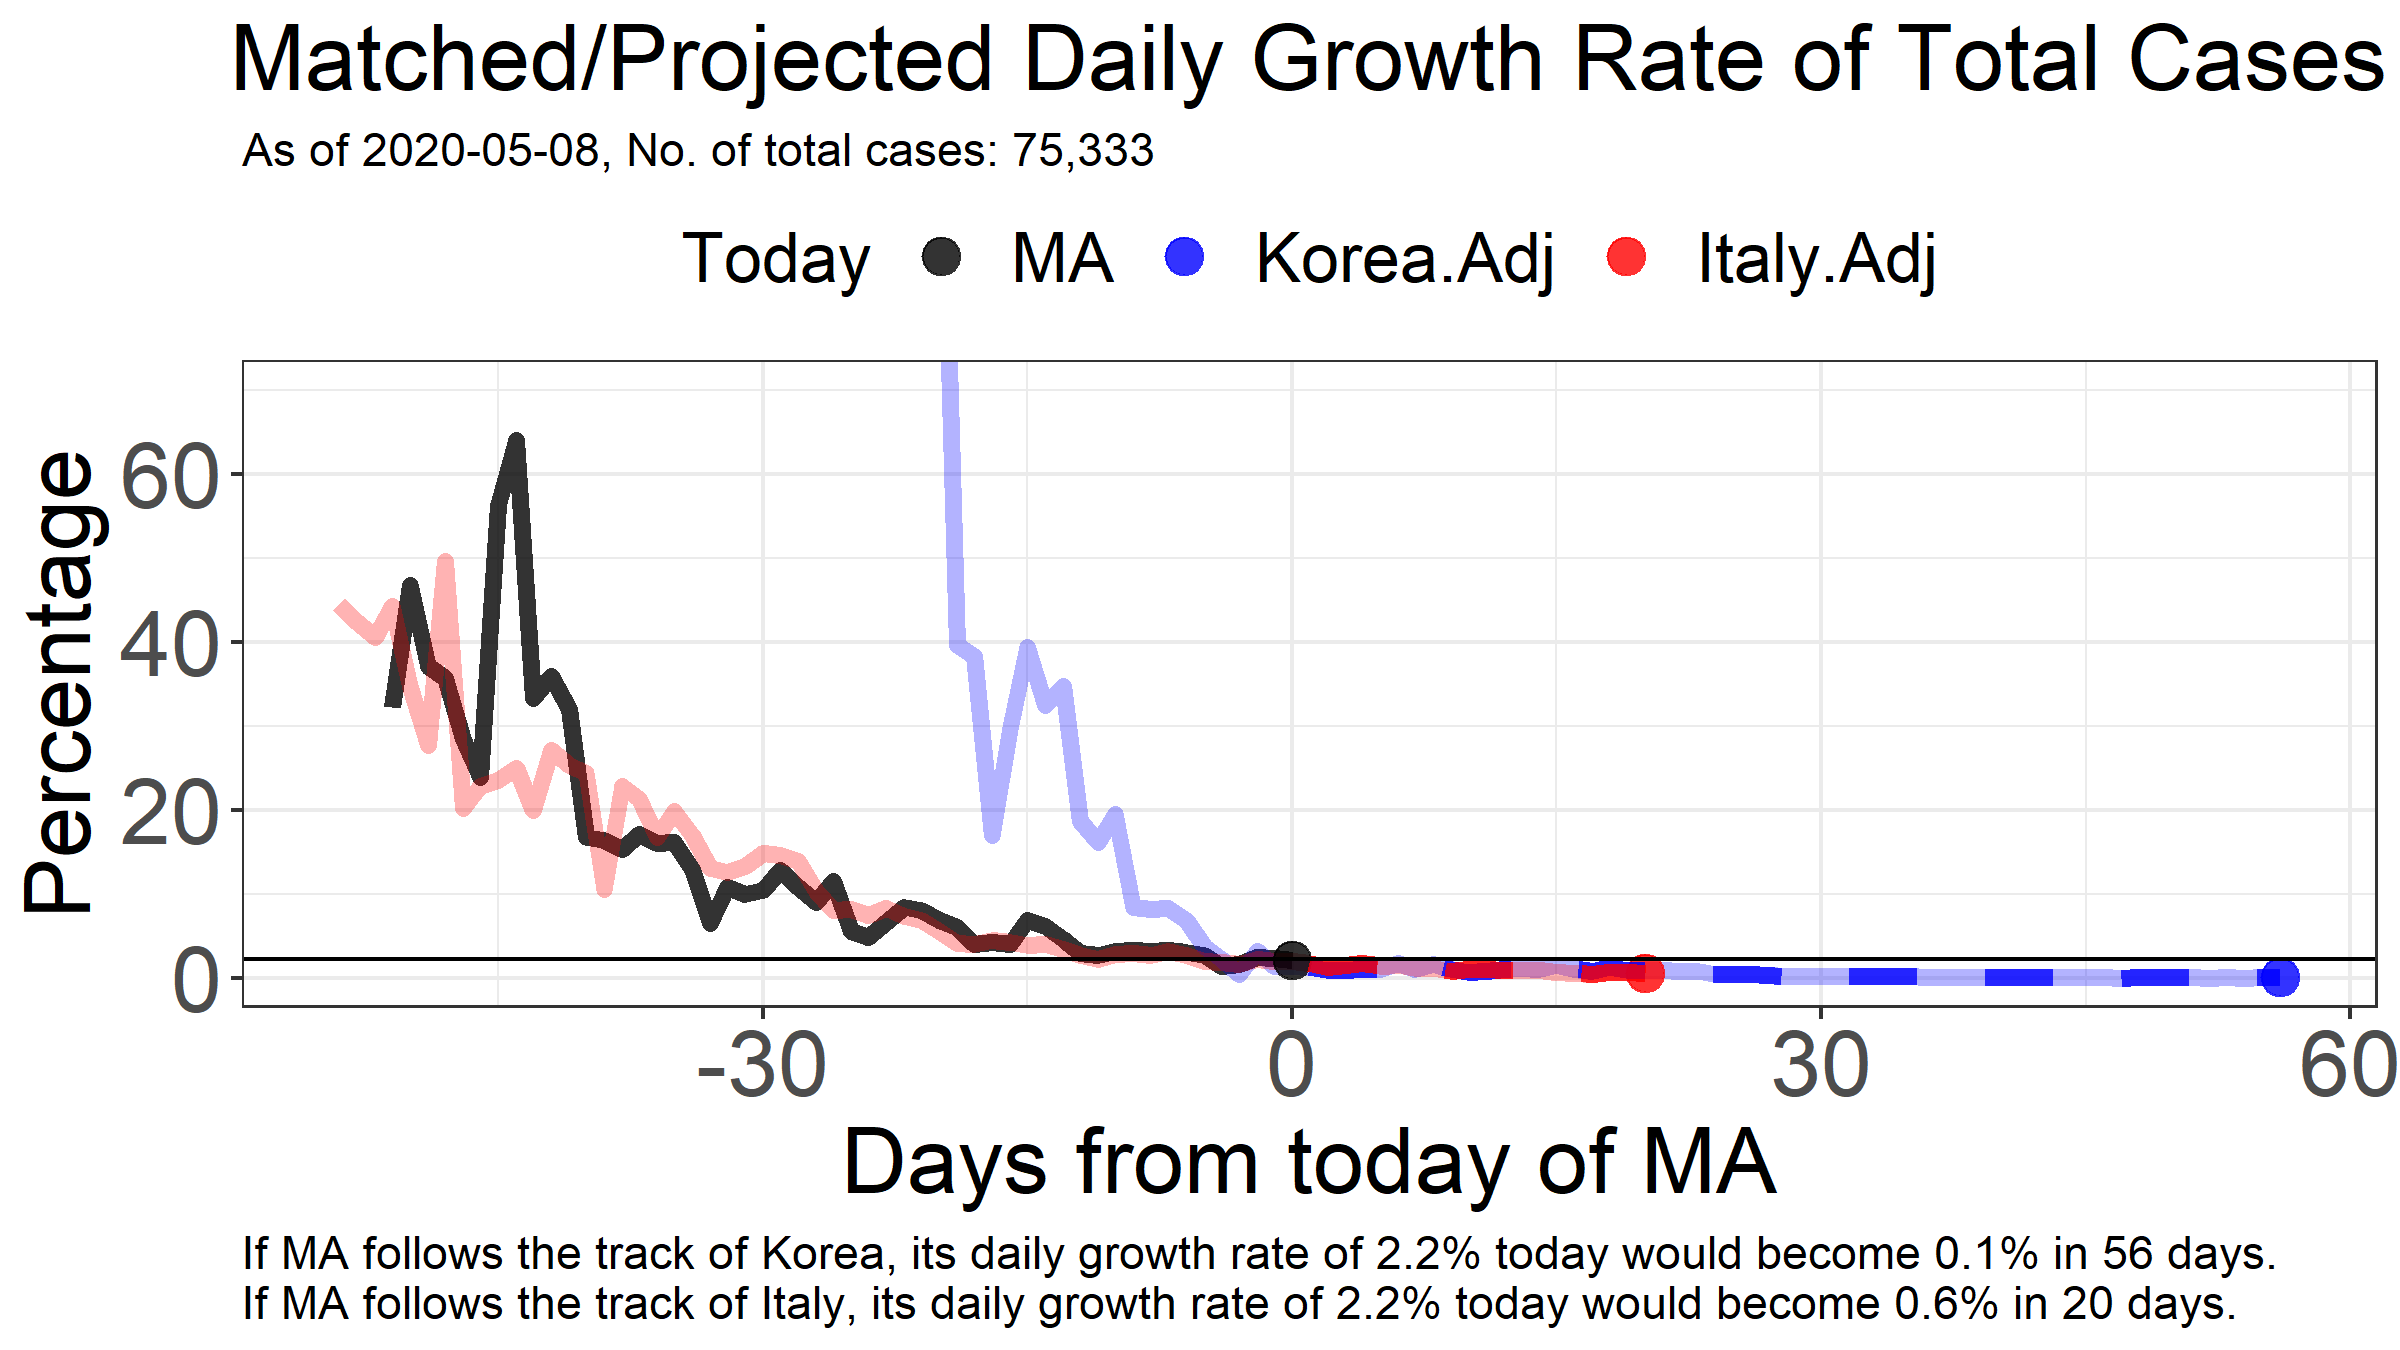 Matched/Projected Daily Growth Rate of Total Cases
As of 2020-05-08, No. of total cases: 75,333
Today MA Korea.Adj Italy.Adj
Percentage
60
40
20
0
-30 0 30 60
Days from today of MA
If MA follows the track of Korea, its daily growth rate of 2.2% today would become 0.1% in 56 days.
If MA follows the track of Italy, its daily growth rate of 2.2% today would become 0.6% in 20 days.